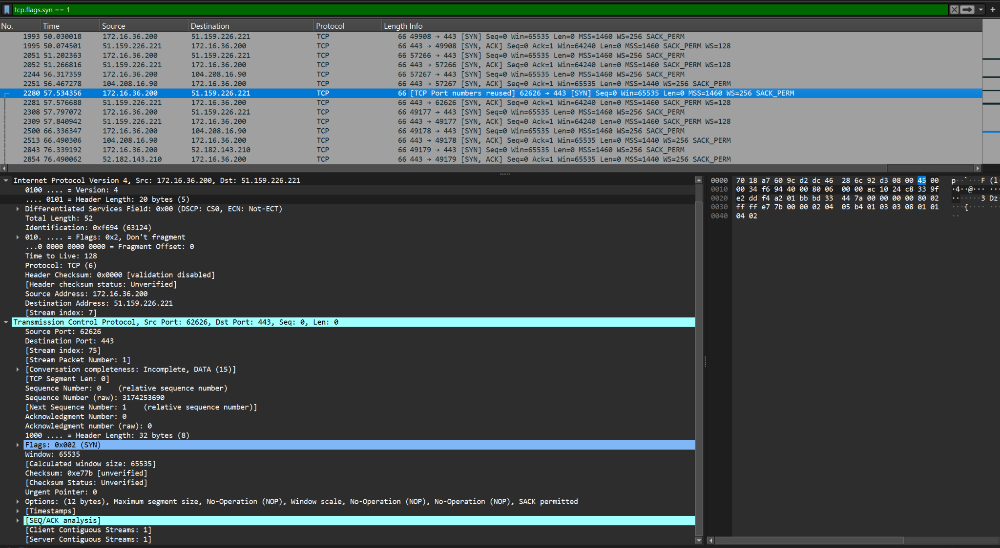 tcp.flags.syn == 1
No. Time Source Destination Protocol Length Info
1993 50.030018 172.16.36.200 51.159.226.221 TCP 66 49908 → 443 [SYN] Seq=0 Win=65535 Len=0 MSS=1460 WS=256 SACK_PERM
1995 50.074501 51.159.226.221 172.16.36.200 TCP 66 443 → 49908 [SYN, ACK] Seq=0 Ack=1 Win=64240 Len=0 MSS=1460 SACK_PERM WS=128
2051 51.202363 172.16.36.200 51.159.226.221 TCP 66 57266 → 443 [SYN] Seq=0 Win=65535 Len=0 MSS=1460 WS=256 SACK_PERM
2052 51.266816 51.159.226.221 172.16.36.200 TCP 66 443 → 57266 [SYN, ACK] Seq=0 Ack=1 Win=64240 Len=0 MSS=1460 SACK_PERM WS=128
2244 56.317359 172.16.36.200 104.208.16.90 TCP 66 57267 → 443 [SYN] Seq=0 Win=65535 Len=0 MSS=1460 WS=256 SACK_PERM
2251 56.467278 104.208.16.90 172.16.36.200 TCP 66 443 → 57267 [SYN, ACK] Seq=0 Ack=1 Win=65535 Len=0 MSS=1440 WS=256 SACK_PERM
2280 57.534356 172.16.36.200 51.159.226.221 TCP 66 [TCP Port numbers reused] 62626 → 443 [SYN] Seq=0 Win=65535 Len=0 MSS=1460 WS=256 SACK_PERM
2281 57.576688 51.159.226.221 172.16.36.200 TCP 66 443 → 62626 [SYN, ACK] Seq=0 Ack=1 Win=64240 Len=0 MSS=1460 SACK_PERM WS=128
2308 57.797072 172.16.36.200 51.159.226.221 TCP 66 49177 → 443 [SYN] Seq=0 Win=65535 Len=0 MSS=1460 WS=256 SACK_PERM
2309 57.840942 51.159.226.221 172.16.36.200 TCP 66 443 → 49177 [SYN, ACK] Seq=0 Ack=1 Win=64240 Len=0 MSS=1460 SACK_PERM WS=128
2500 66.336347 172.16.36.200 104.208.16.90 TCP 66 49178 → 443 [SYN] Seq=0 Win=65535 Len=0 MSS=1460 WS=256 SACK_PERM
2513 66.490306 104.208.16.90 172.16.36.200 TCP 66 443 → 49178 [SYN, ACK] Seq=0 Ack=1 Win=65535 Len=0 MSS=1440 WS=256 SACK_PERM
2843 76.339192 172.16.36.200 52.182.143.210 TCP 66 49179 → 443 [SYN] Seq=0 Win=65535 Len=0 MSS=1460 WS=256 SACK_PERM
2854 76.490062 52.182.143.210 172.16.36.200 TCP 66 443 → 49179 [SYN, ACK] Seq=0 Ack=1 Win=65535 Len=0 MSS=1440 WS=256 SACK_PERM
Internet Protocol Version 4, Src: 172.16.36.200, Dst: 51.159.226.221
0100 .... = Version: 4
.... 0101 = Header Length: 20 bytes (5)
Differentiated Services Field: 0x00 (DSCP: CS0, ECN: Not-ECT)
Total Length: 52
Identification: 0xf694 (63124)
010. .... = Flags: 0x2, Don't fragment
...0 0000 0000 0000 = Fragment Offset: 0
Time to Live: 128
Protocol: TCP (6)
Header Checksum: 0x0000 [validation disabled]
[Header checksum status: Unverified]
Source Address: 172.16.36.200
Destination Address: 51.159.226.221
[Stream index: 7]
Transmission Control Protocol, Src Port: 62626, Dst Port: 443, Seq: 0, Len: 0
Source Port: 62626
Destination Port: 443
[Stream index: 75]
[Stream Packet Number: 1]
[Conversation completeness: Incomplete, DATA (15)]
[TCP Segment Len: 0]
Sequence Number: 0 (relative sequence number)
Sequence Number (raw): 3174253690
[Next Sequence Number: 1 (relative sequence number)]
Acknowledgment Number: 0
Acknowledgment number (raw): 0
1000 .... = Header Length: 32 bytes (8)
Flags: 0x002 (SYN)
Window: 65535
[Calculated window size: 65535]
Checksum: 0xe77b [unverified]
[Checksum Status: Unverified]
Urgent Pointer: 0
Options: (12 bytes), Maximum segment size, No-Operation (NOP), Window scale, No-Operation (NOP), No-Operation (NOP), SACK permitted
[Timestamps]
[SEQ/ACK analysis]
[Client Contiguous Streams: 1]
[Server Contiguous Streams: 1]
0000 70 18 a7 60 9c d2 dc 46 28 6c 92 d3 08 00 45 00 p··`···F (l
0010 00 34 f6 94 40 00 80 06 00 00 ac 10 24 c8 33 9f ·4··@··· ···
0020 e2 dd f4 a2 01 bb bd 33 44 7a 00 00 00 00 80 02 ·······3 Dz·
0030 ff ff e7 7b 00 00 02 04 05 b4 01 03 03 08 01 01 ···{···· ···
0040 04 02 ··